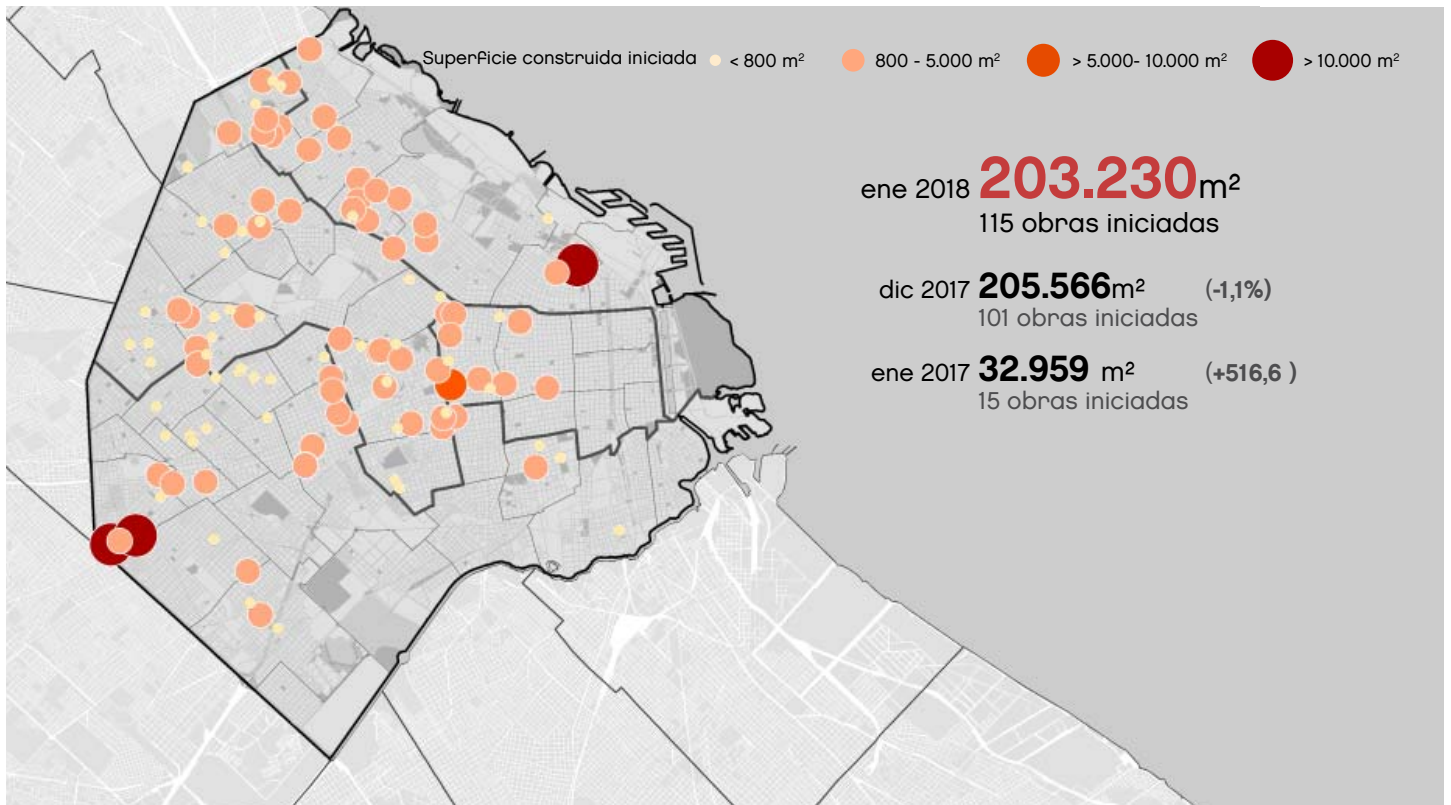 Superficie construida iniciada < 800 m² 800 - 5.000 m² > 5.000- 10.000 m² > 10.000 m²
ene 2018 203.230 m²
115 obras iniciadas
dic 2017 205.566m² (-1,1%)
101 obras iniciadas
ene 2017 32.959 m² (+516,6 )
15 obras iniciadas